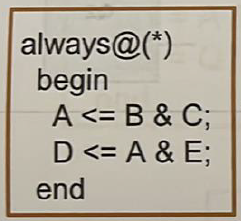 always@(*)
begin
A <= B & C;
D <= A & E;
end